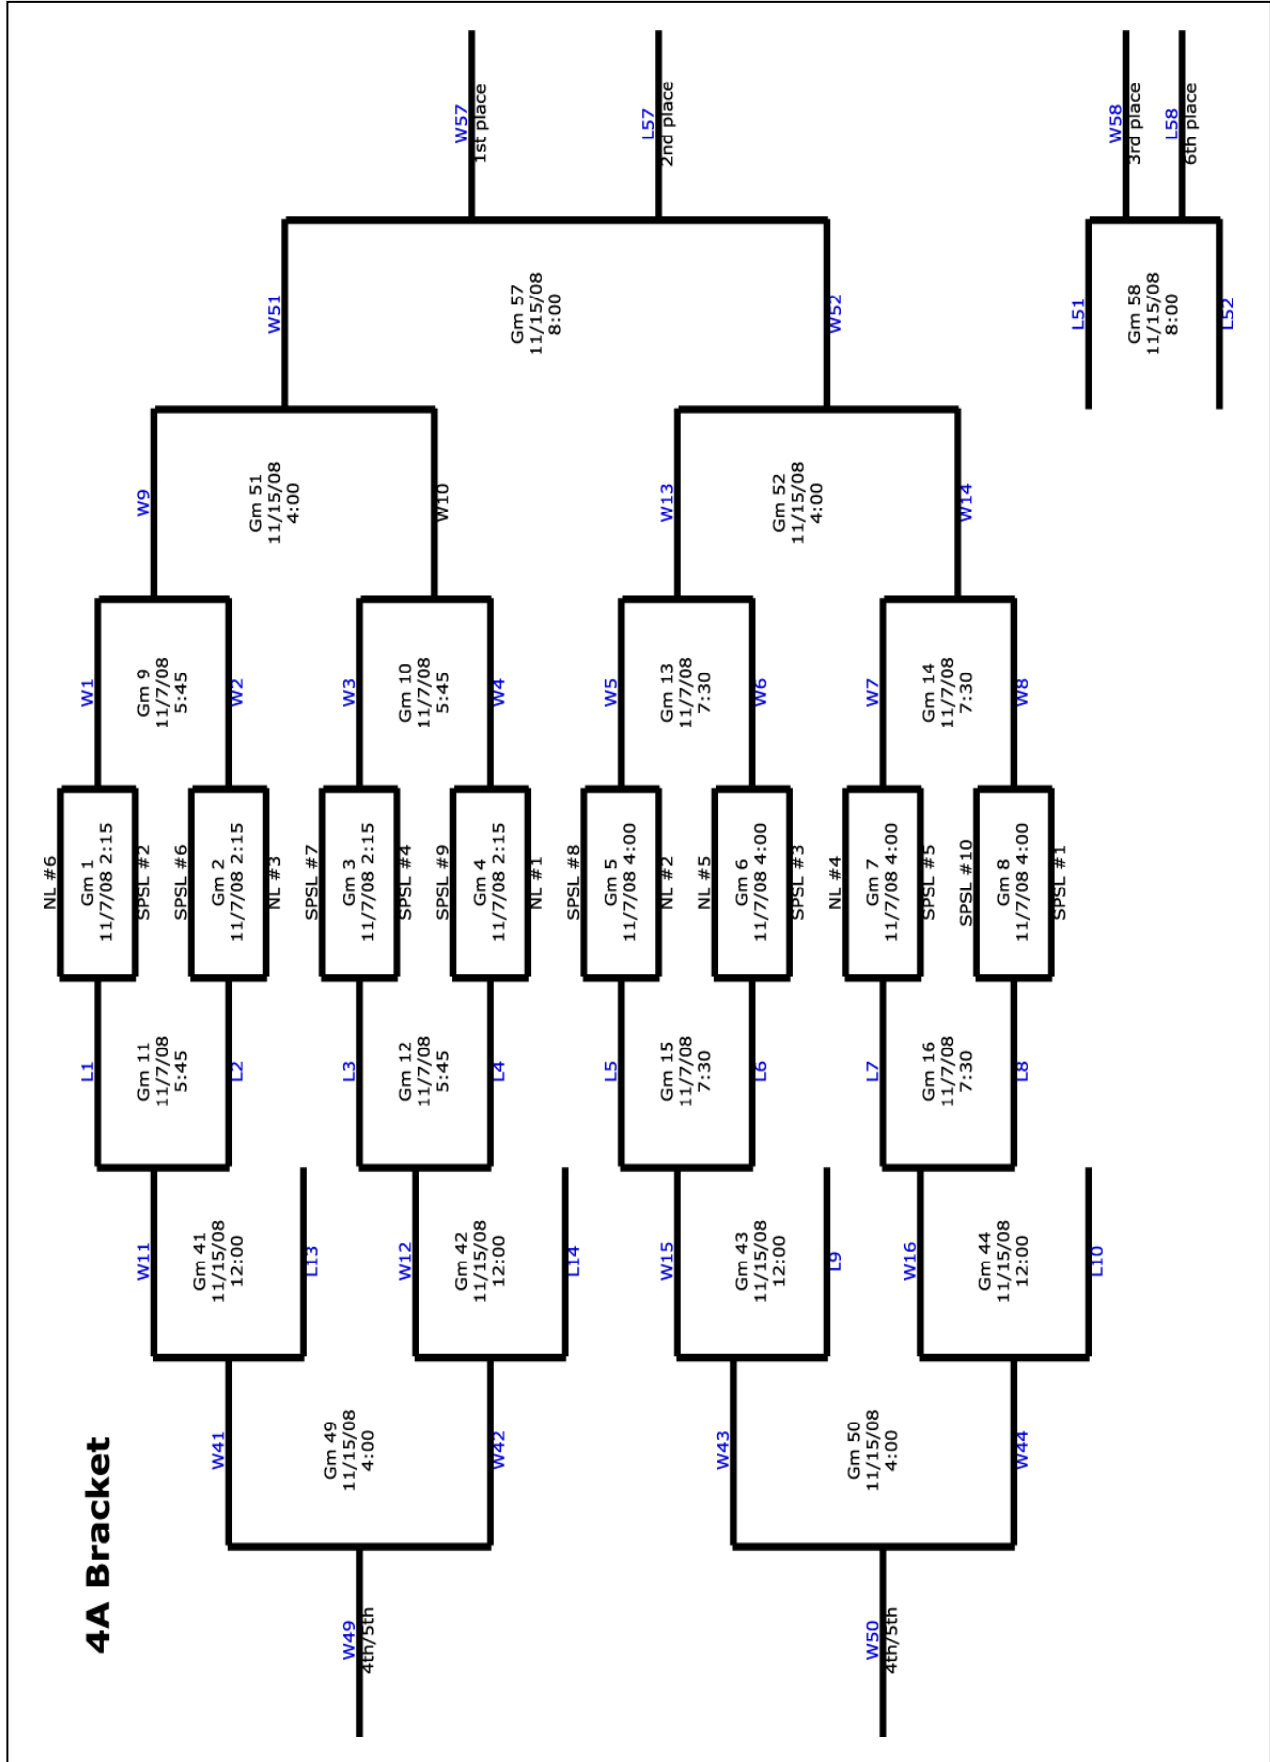 4A Bracket
W49
4th/5th
W50
4th/5th
W41
Gm 49
11/15/08
4:00
W42
W43
Gm 50
11/15/08
4:00
W44
W11
Gm 41
11/15/08
12:00
L13
W12
Gm 42
11/15/08
12:00
L14
W15
Gm 43
11/15/08
12:00
L9
W16
Gm 44
11/15/08
12:00
L10
L1
Gm 11
11/7/08
5:45
L2
L3
Gm 12
11/7/08
5:45
L4
L5
Gm 15
11/7/08
7:30
L6
L7
Gm 16
11/7/08
7:30
L8
NL #6
Gm 1
11/7/08 2:15
SPSL #2
SPSL #6
Gm 2
11/7/08 2:15
NL #3
SPSL #7
Gm 3
11/7/08 2:15
SPSL #4
SPSL #9
Gm 4
11/7/08 2:15
NL #1
SPSL #8
Gm 5
11/7/08 4:00
NL #2
NL #5
Gm 6
11/7/08 4:00
SPSL #3
NL #4
Gm 7
11/7/08 4:00
SPSL #5
SPSL #10
Gm 8
11/7/08 4:00
SPSL #1
W1
Gm 9
11/7/08
5:45
W2
W3
Gm 10
11/7/08
5:45
W4
W5
Gm 13
11/7/08
7:30
W6
W7
Gm 14
11/7/08
7:30
W8
W9
Gm 51
11/15/08
4:00
W10
W13
Gm 52
11/15/08
4:00
W14
W51
Gm 57
11/15/08
8:00
W52
L51
Gm 58
11/15/08
8:00
L52
W57
1st place
L57
2nd place
W58
3rd place
L58
6th place